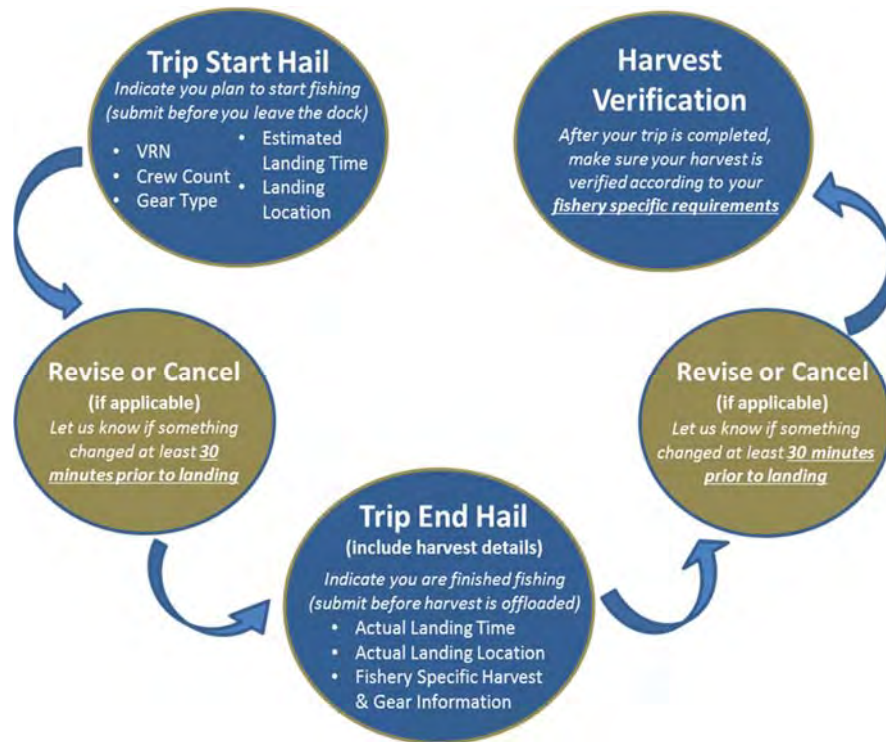 Trip Start Hail
Indicate you plan to start fishing
(submit before you leave the dock)
• VRN
• Crew Count
• Gear Type
• Estimated
Landing Time
• Landing
Location
Revise or Cancel
(if applicable)
Let us know if something
changed at least 30
minutes prior to landing
Trip End Hail
(include harvest details)
Indicate you are finished fishing
(submit before harvest is offloaded)
• Actual Landing Time
• Actual Landing Location
• Fishery Specific Harvest
& Gear Information
Revise or Cancel
(if applicable)
Let us know if something
changed at least 30 minutes
prior to landing
Harvest
Verification
After your trip is completed,
make sure your harvest is
verified according to your
fishery specific requirements